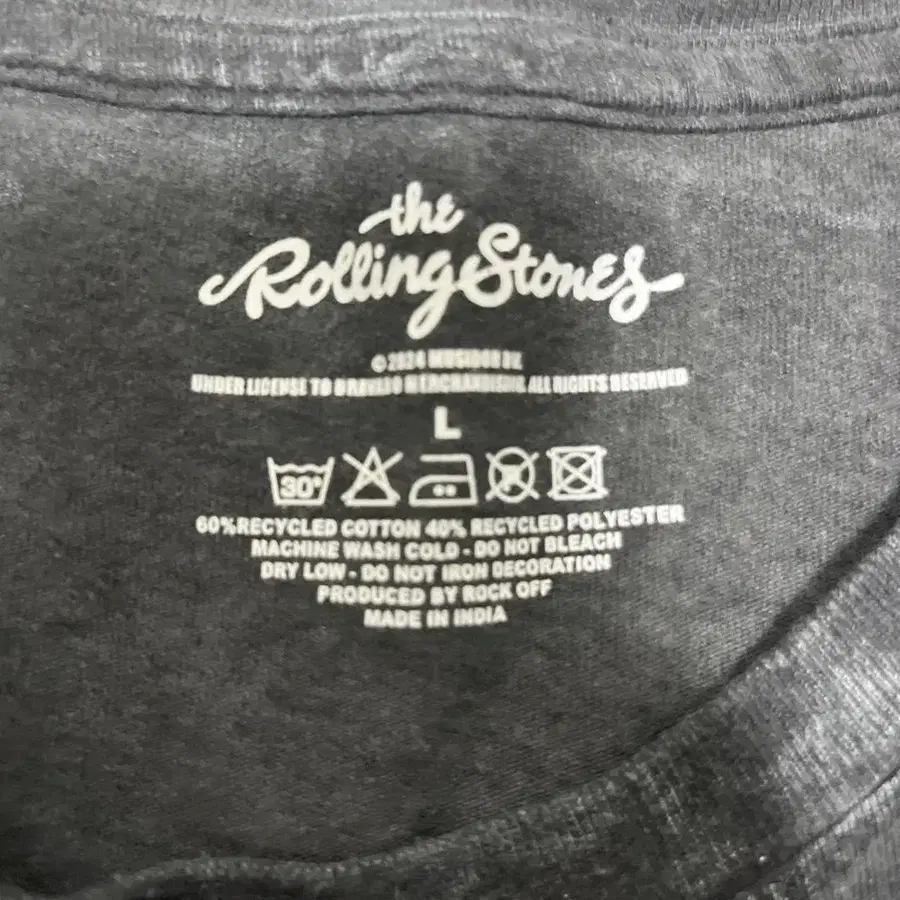 the
Rolling Stones
© 2024 MUSIDOR BV
UNDER LICENSE TO BRAVADO MERCHANDISING ALL RIGHTS RESERVED
L
30°
60%RECYCLED COTTON 40% RECYCLED POLYESTER
MACHINE WASH COLD - DO NOT BLEACH
DRY LOW - DO NOT IRON DECORATION
PRODUCED BY ROCK OFF
MADE IN INDIA